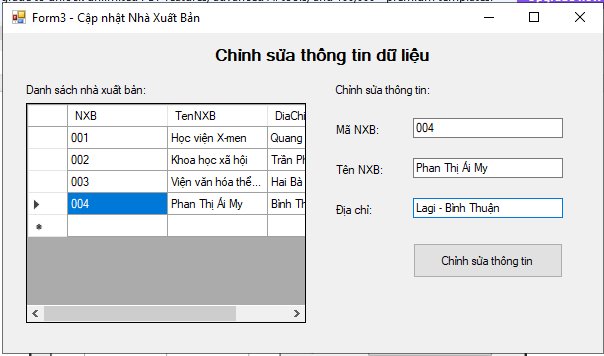 Form3 - Cập nhật Nhà Xuất Bản
Chỉnh sửa thông tin dữ liệu
Danh sách nhà xuất bản:
Chỉnh sửa thông tin:
NXB TenNXB DiaChi
001 Học viện X-men Quang
002 Khoa học xã hội Trần Ph
003 Viện văn hóa thể... Hai Bà
004 Phan Thị Ái My Bình Th
Mã NXB: 004
Tên NXB: Phan Thị Ái My
Địa chỉ: Lagi - Bình Thuận
Chỉnh sửa thông tin